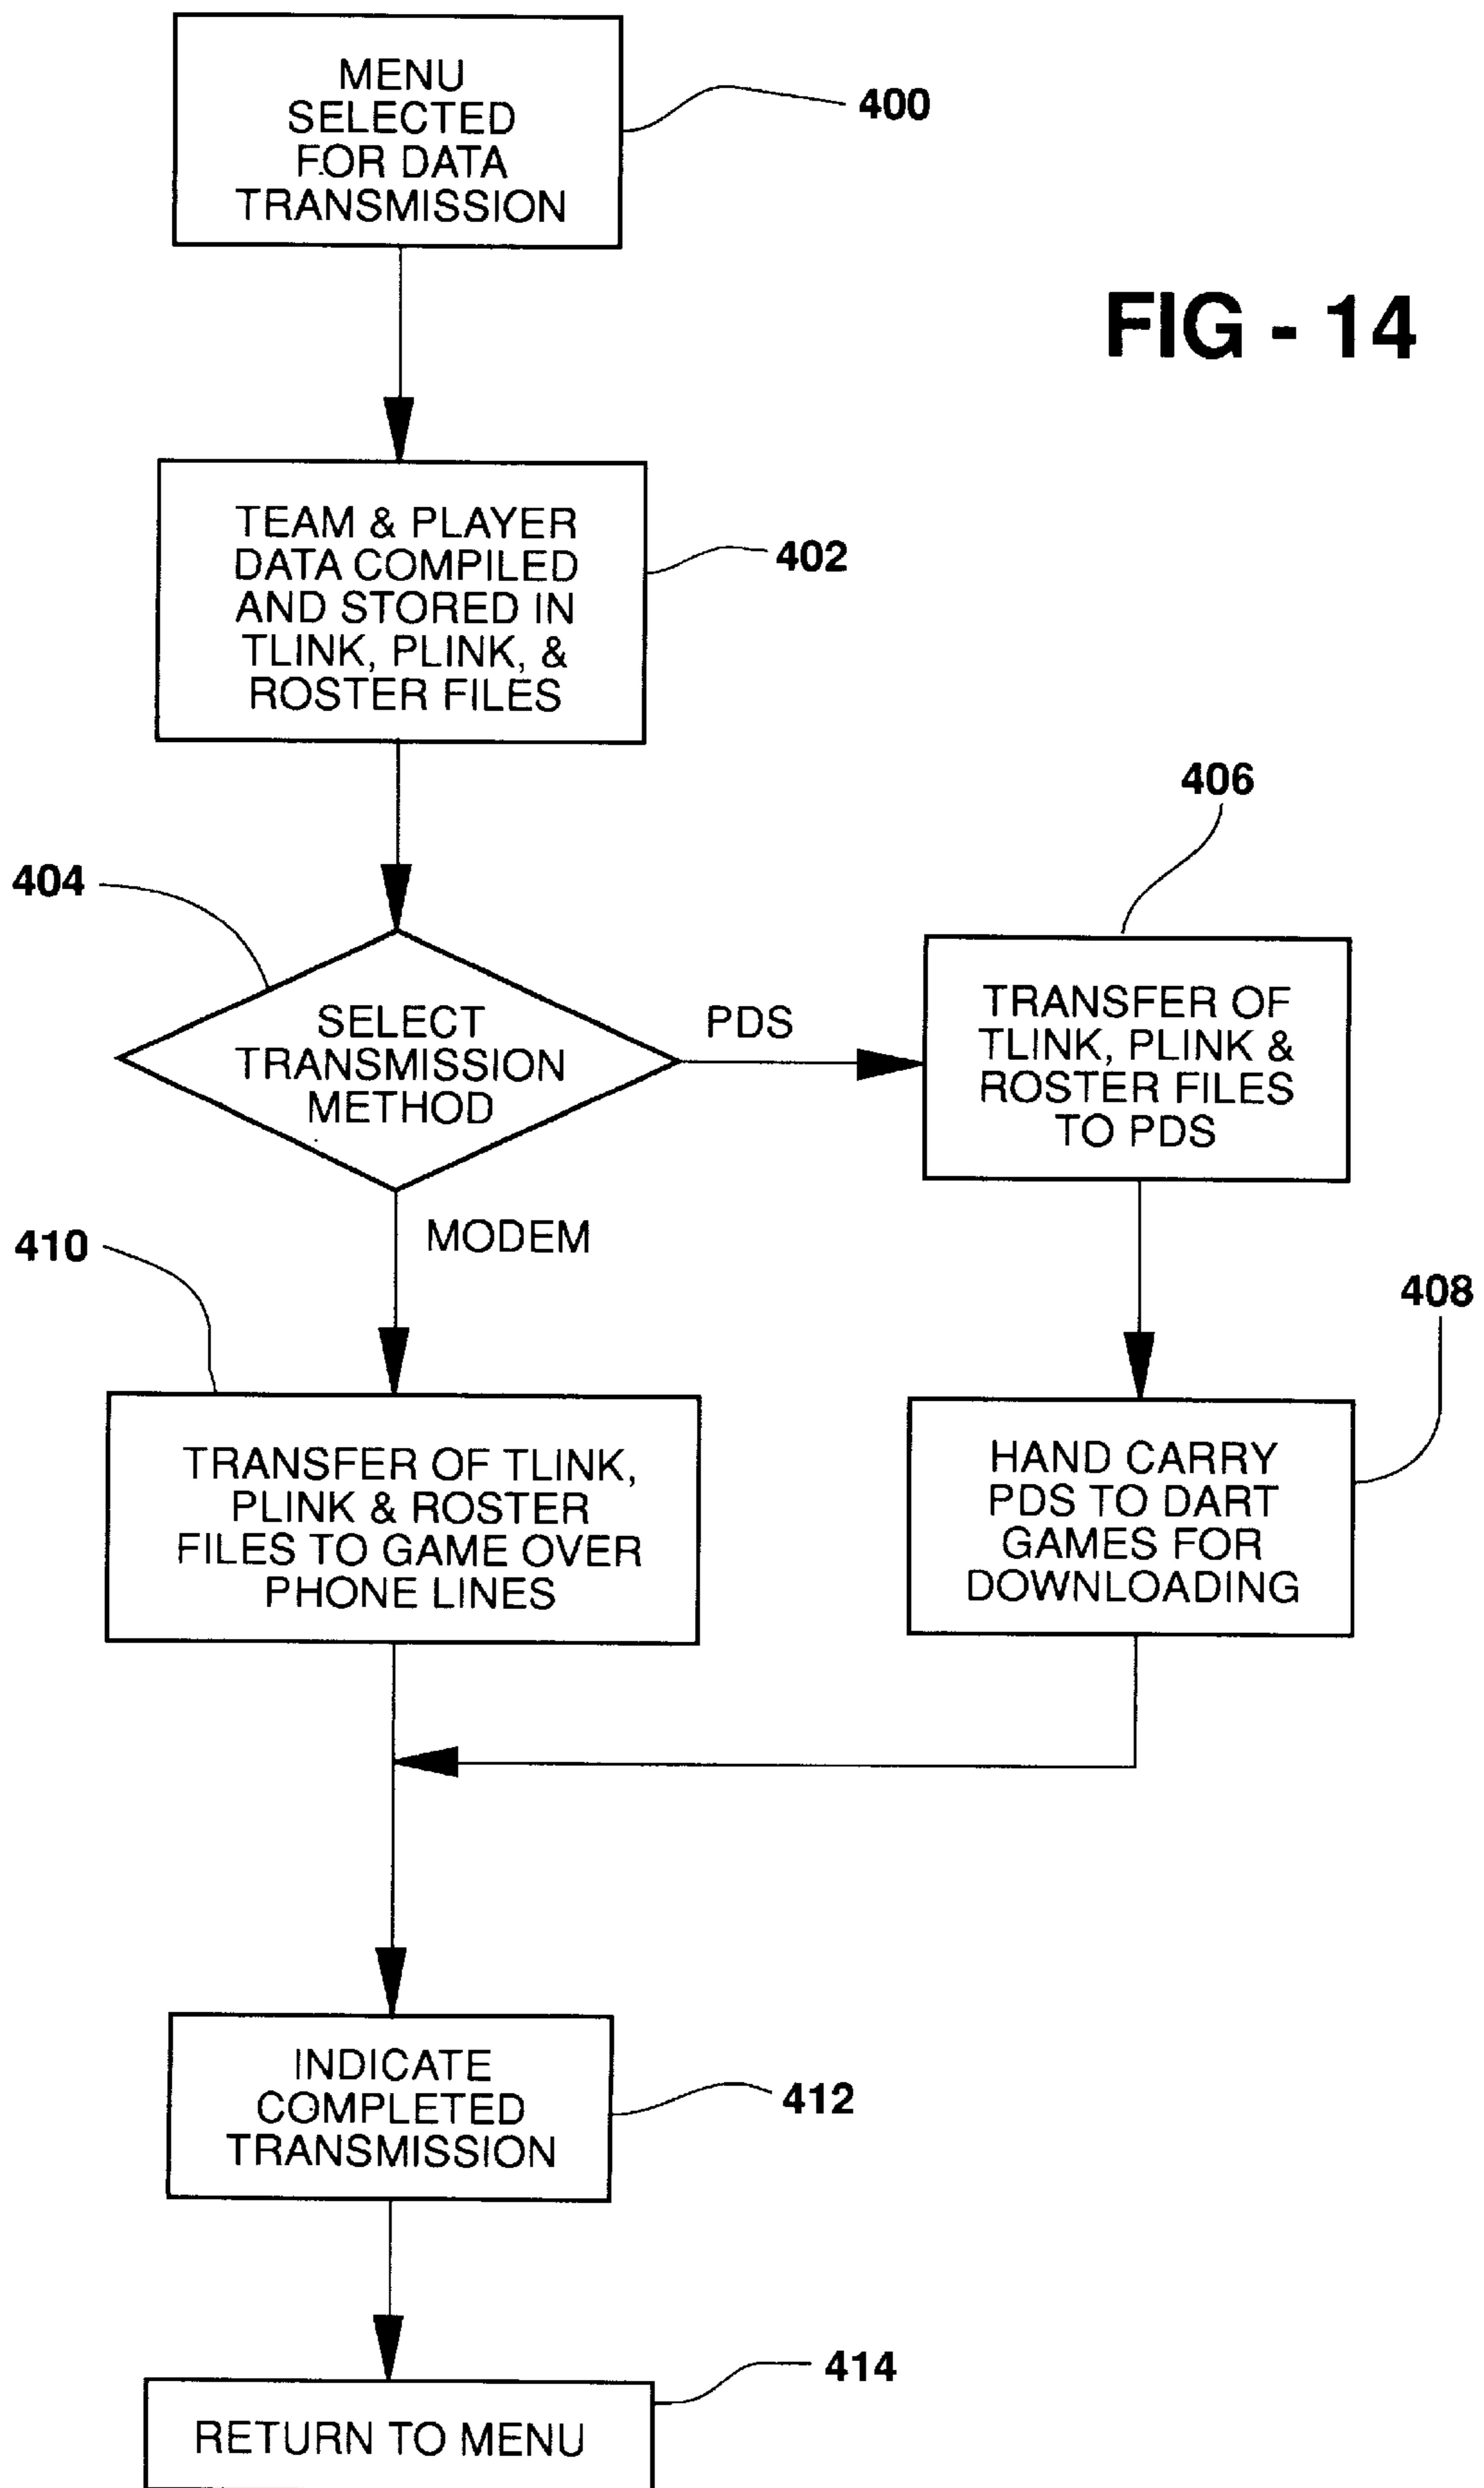 MENU
SELECTED
FOR DATA
TRANSMISSION
400
FIG - 14
TEAM & PLAYER
DATA COMPILED
AND STORED IN
TLINK, PLINK, &
ROSTER FILES
402
404
SELECT
TRANSMISSION
METHOD
PDS
406
TRANSFER OF
TLINK, PLINK &
ROSTER FILES
TO PDS
MODEM
410
TRANSFER OF TLINK,
PLINK & ROSTER
FILES TO GAME OVER
PHONE LINES
408
HAND CARRY
PDS TO DART
GAMES FOR
DOWNLOADING
INDICATE
COMPLETED
TRANSMISSION
412
414
RETURN TO MENU